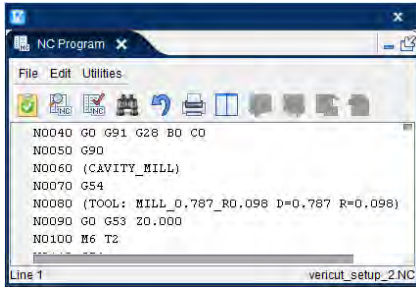 NC Program
File Edit Utilities
N0040 G0 G91 G28 B0 C0
N0050 G90
N0060 (CAVITY_MILL)
N0070 G54
N0080 (TOOL: MILL_0.787_R0.098 D=0.787 R=0.098)
N0090 G0 G53 Z0.000
N0100 M6 T2
Line 1 vericut_setup_2.NC